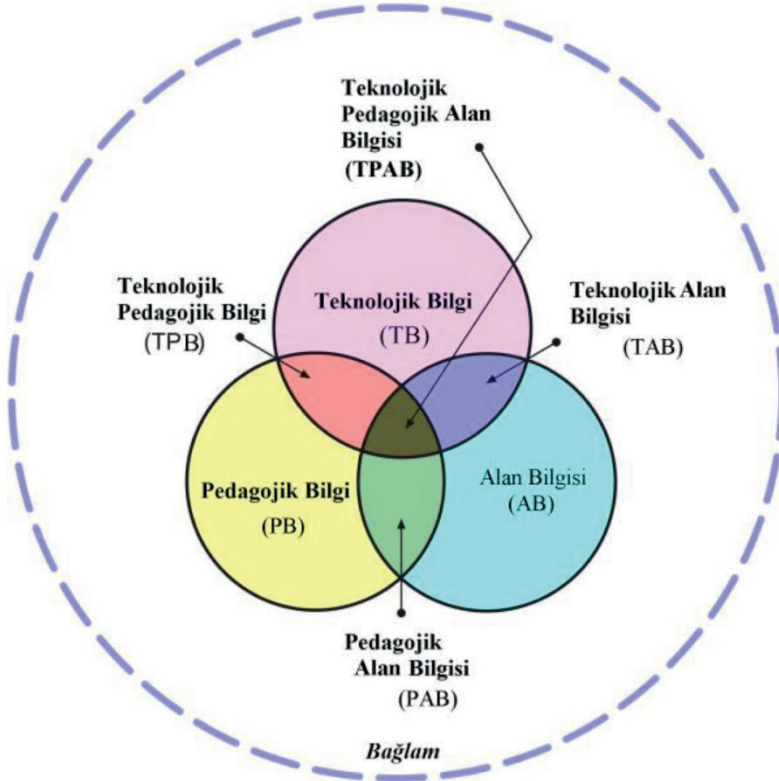 Teknolojik
Pedagojik Alan
Bilgisi
(TPAB)
Teknolojik
Pedagojik Bilgi
(TPB)
Teknolojik Bilgi
(TB)
Teknolojik Alan
Bilgisi
(TAB)
Pedagojik Bilgi
(PB)
Alan Bilgisi
(AB)
Pedagojik
Alan Bilgisi
(PAB)
Bağlam